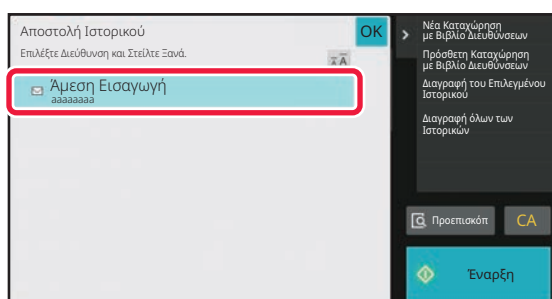 Αποστολή Ιστορικού
OK
Επιλέξτε Διεύθυνση και Στείλτε Ξανά.
Άμεση Εισαγωγή
aaaaaaaa
Νέα Καταχώρηση
με Βιβλίο Διευθύνσεων
Πρόσθετη Καταχώρηση
με Βιβλίο Διευθύνσεων
Διαγραφή του Επιλεγμένου
Ιστορικού
Διαγραφή όλων των
Ιστορικών
Προεπισκόπ
CA
Έναρξη